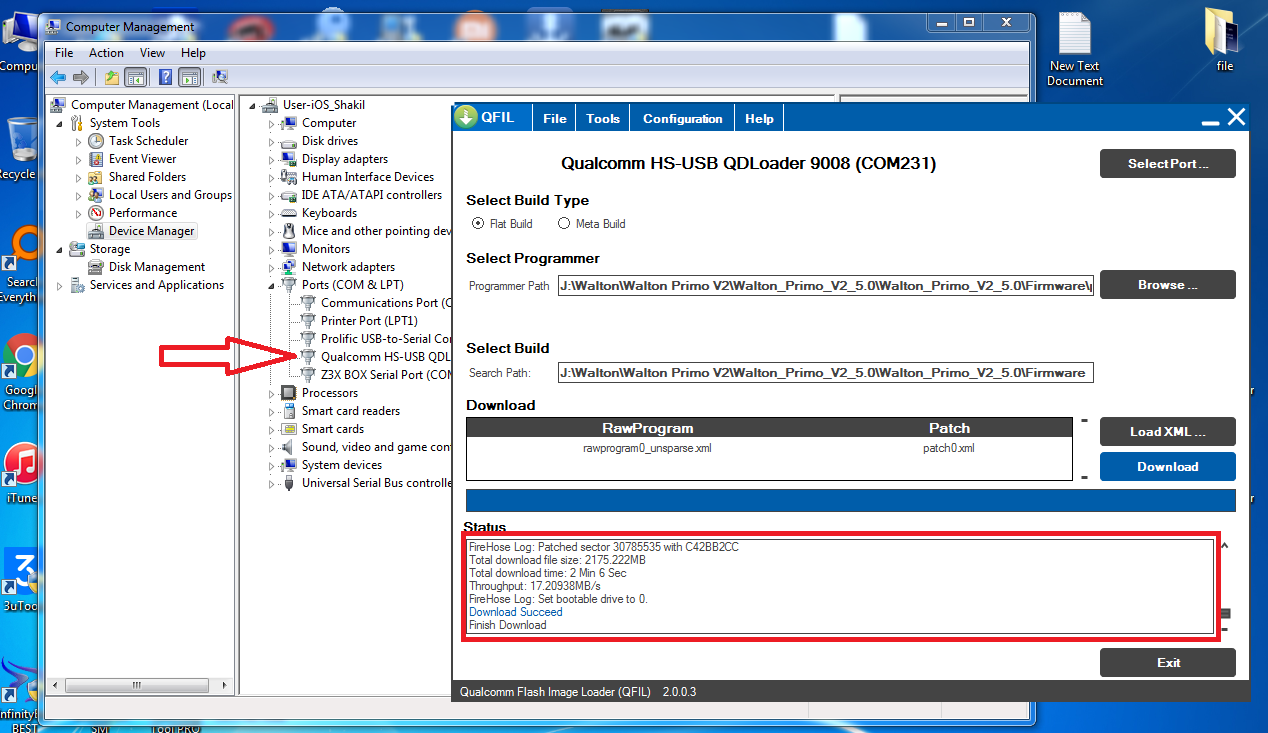 Computer Management
File Action View Help
Computer Management (Local
System Tools
Task Scheduler
Event Viewer
Shared Folders
Local Users and Groups
Performance
Device Manager
Storage
Disk Management
Services and Applications
User-iOS_Shakil
Computer
Disk drives
Display adapters
Human Interface Devices
IDE ATA/ATAPI controllers
Keyboards
Mice and other pointing dev
Monitors
Network adapters
Ports (COM & LPT)
Communications Port (C
Printer Port (LPT1)
Prolific USB-to-Serial Co
Qualcomm HS-USB QDL
Z3X BOX Serial Port (CO
Processors
Smart card readers
Smart cards
Sound, video and game con
System devices
Universal Serial Bus controlle
QFIL File Tools Configuration Help
Qualcomm HS-USB QDLoader 9008 (COM231)
Select Port ...
Select Build Type
Flat Build Meta Build
Select Programmer
Programmer Path J:\Walton\Walton Primo V2\Walton_Primo_V2_5.0\Walton_Primo_V2_5.0\Firmware\
Browse ...
Select Build
Search Path: J:\Walton\Walton Primo V2\Walton_Primo_V2_5.0\Walton_Primo_V2_5.0\Firmware
Download
RawProgram Patch
rawprogram0_unsparse.xml patch0.xml
Load XML ...
Download
Status
FireHose Log: Patched sector 30785535 with C42BB2CC
Total download file size: 2175.222MB
Total download time: 2 Min 6 Sec
Throughput: 17.20938MB/s
FireHose Log: Set bootable drive to 0.
Download Succeed
Finish Download
Exit
Qualcomm Flash Image Loader (QFIL) 2.0.0.3
New Text
Document
file
Compu
Recycle
Search
Everyth
Googl
Chrom
iTune
3uToo
InfinityB
BEST
SM
Tool PRO